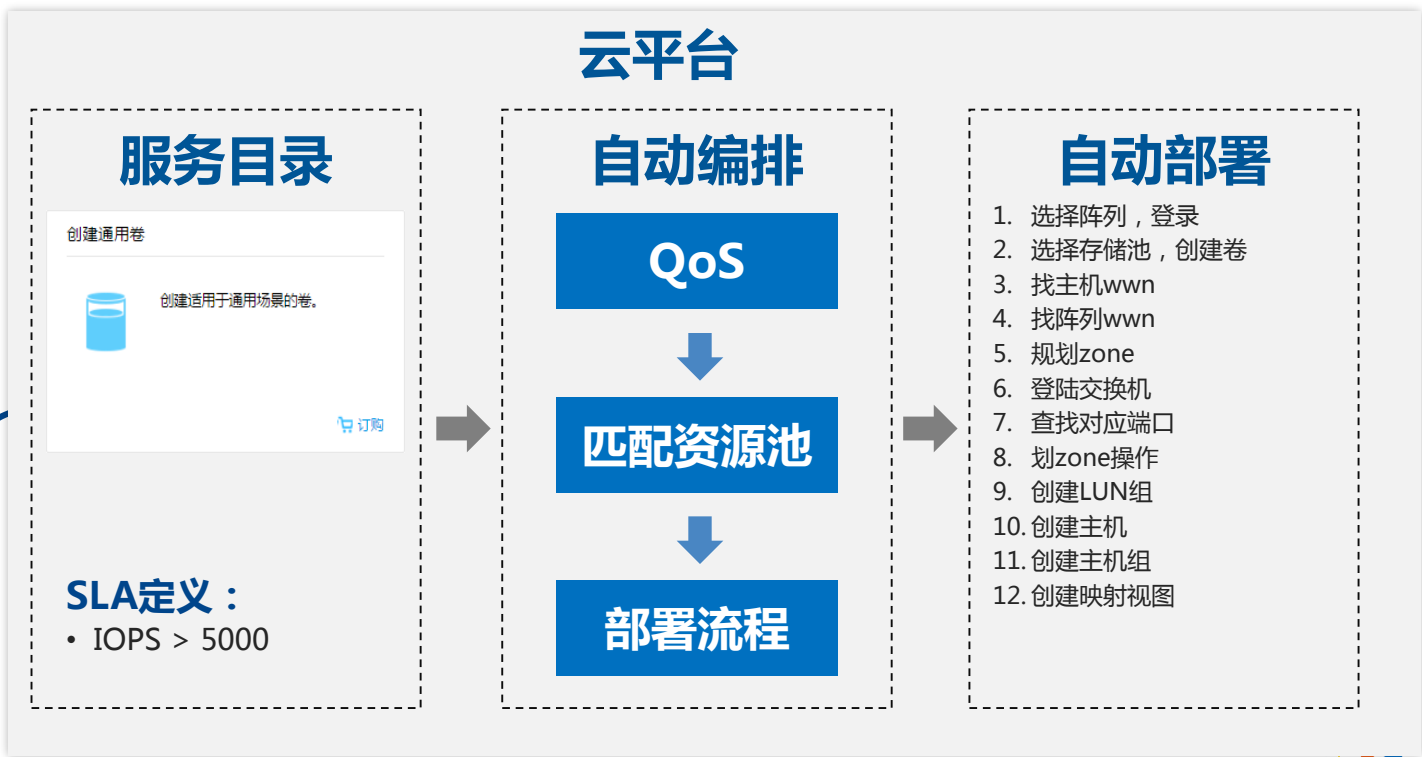 云平台
服务目录
创建通用卷
创建适用于通用场景的卷。
订购
SLA定义：
• IOPS > 5000
自动编排
QoS
匹配资源池
部署流程
自动部署
1. 选择阵列，登录
2. 选择存储池，创建卷
3. 找主机wwn
4. 找阵列wwn
5. 规划zone
6. 登陆交换机
7. 查找对应端口
8. 划zone操作
9. 创建LUN组
10. 创建主机
11. 创建主机组
12. 创建映射视图